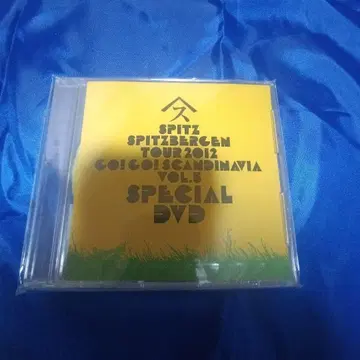 ス
SPITZ
SPITZBERGEN
TOUR 2012
GO!GO! SCANDINAVIA
VOL.5
SPECIAL
DVD